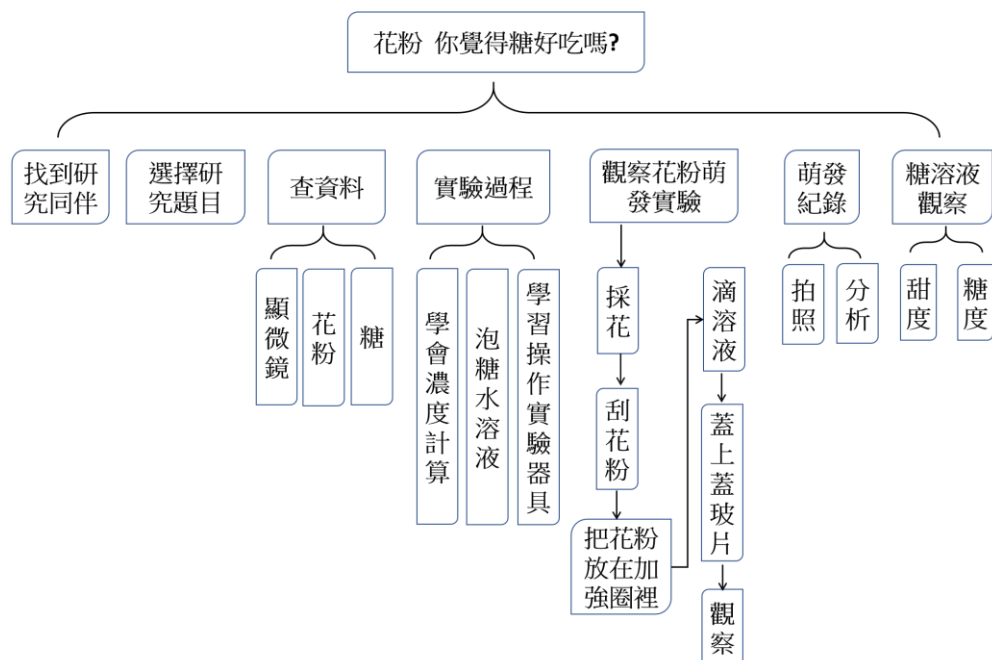 花粉 你覺得糖好吃嗎?
找到研
究同伴
選擇研
究題目
查資料
顯微鏡
花粉
糖
實驗過程
學會濃度計算
泡糖水溶液
學習操作實驗器具
觀察花粉萌
發實驗
採花
刮花粉
把花粉
放在加
強圈裡
滴溶液
蓋上蓋玻片
觀察
萌發
紀錄
拍照
分析
糖溶液
觀察
甜度
糖度